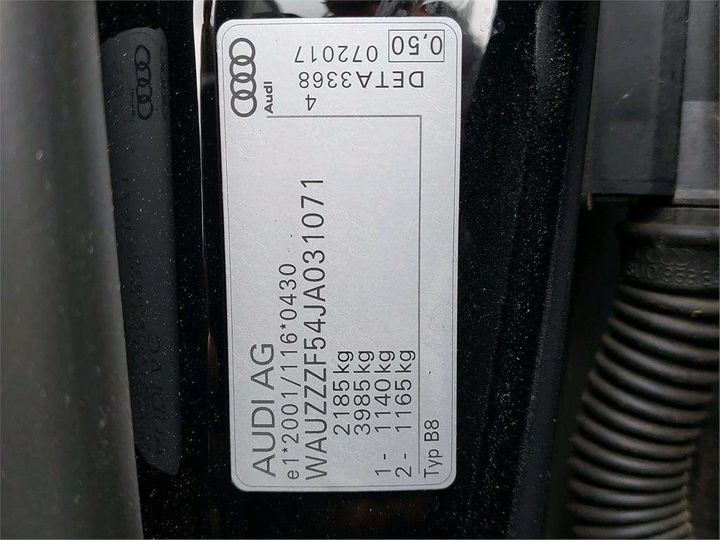 AUDI AG
e1*2001/116*0430
WAUZZZF54JA031071
2185 kg
3985 kg
1- 1140 kg
2- 1165 kg
Typ B8
Audi
4
DETA3368
072017
0,50